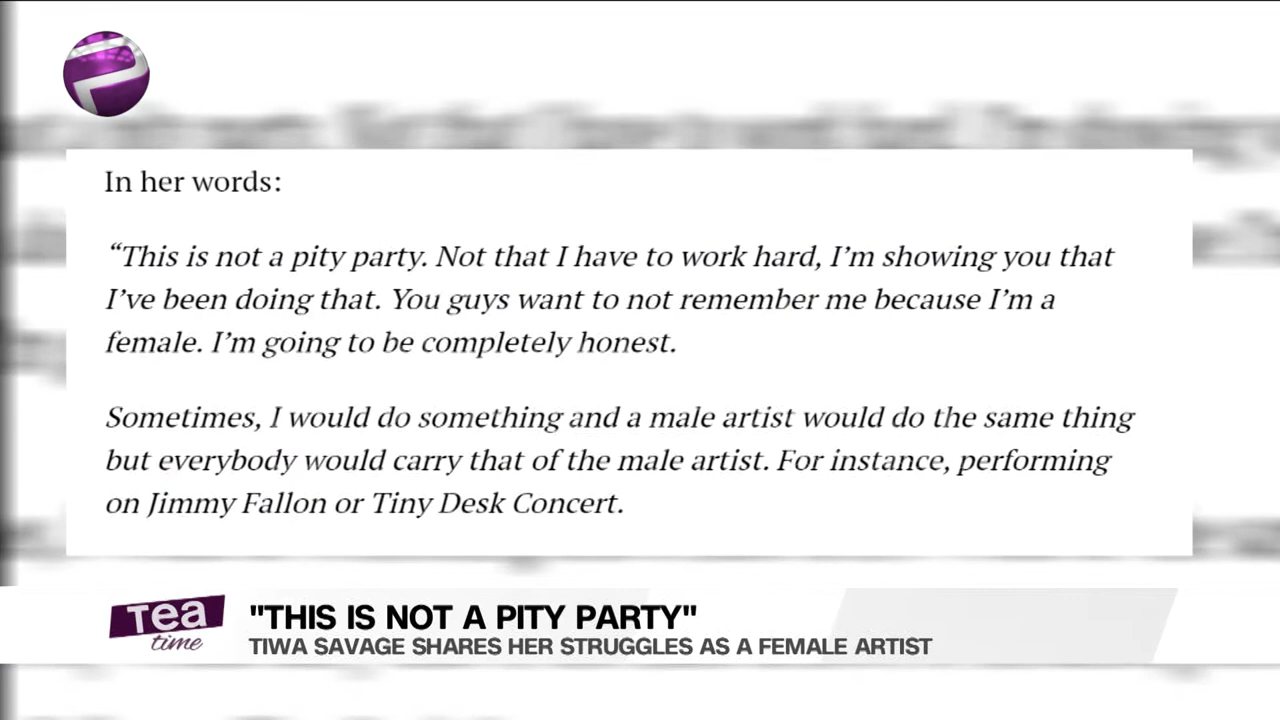 In her words:
“This is not a pity party. Not that I have to work hard, I’m showing you that
I’ve been doing that. You guys want to not remember me because I’m a
female. I’m going to be completely honest.
Sometimes, I would do something and a male artist would do the same thing
but everybody would carry that of the male artist. For instance, performing
on Jimmy Fallon or Tiny Desk Concert.
Tea
time
"THIS IS NOT A PITY PARTY"
TIWA SAVAGE SHARES HER STRUGGLES AS A FEMALE ARTIST